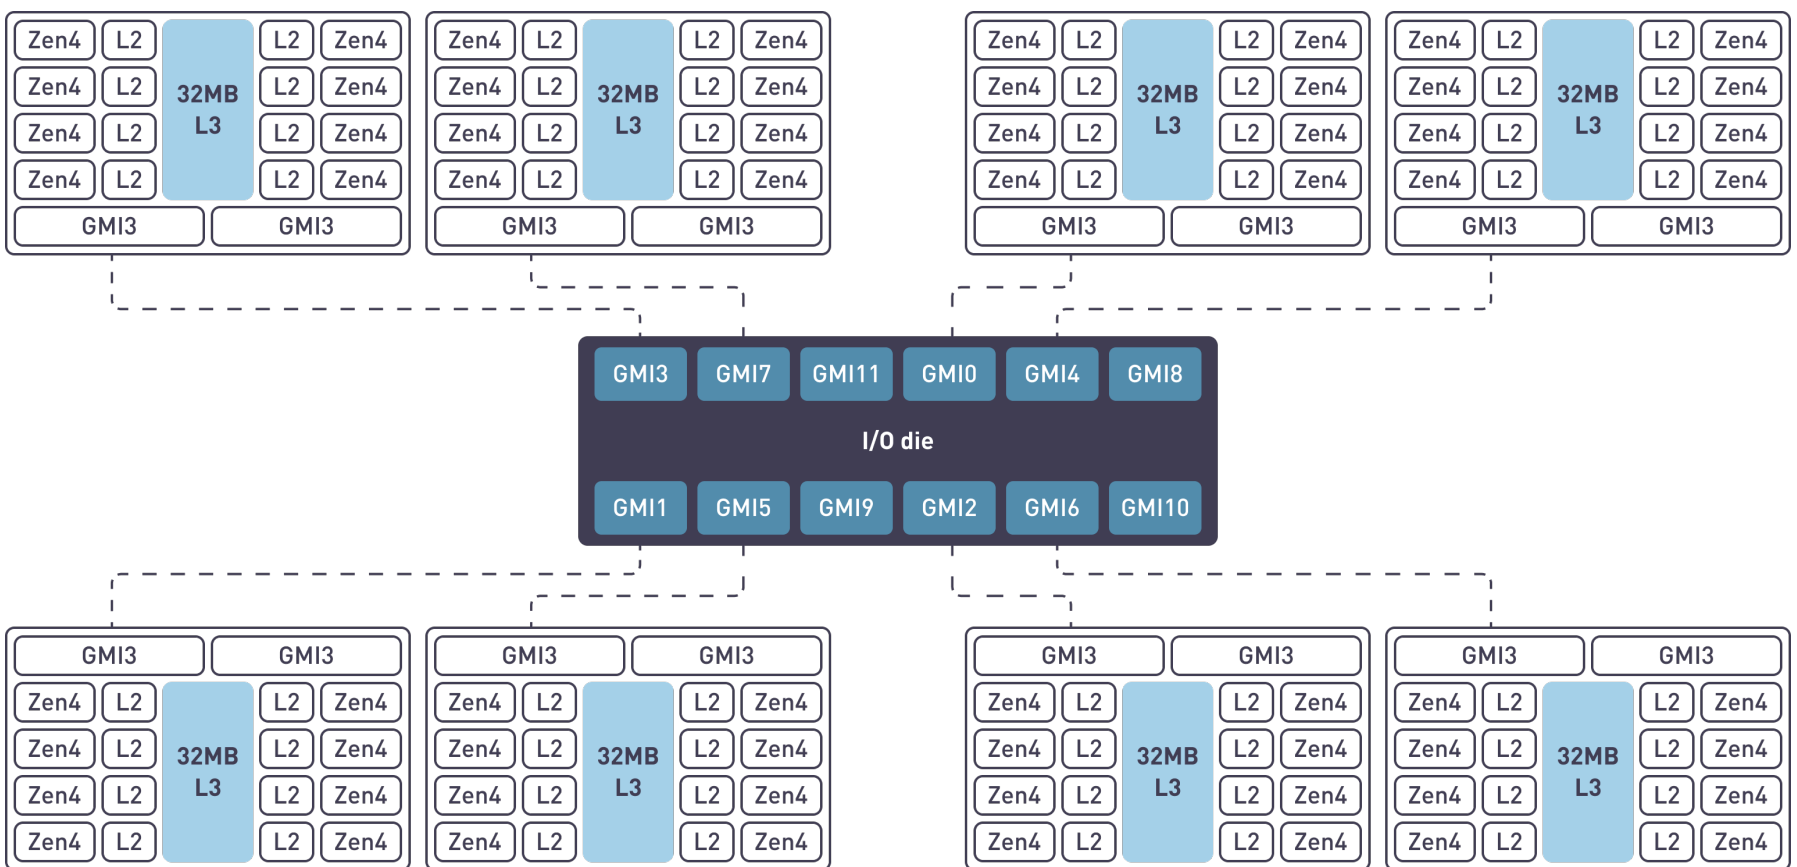 Zen4 L2 L2 Zen4 Zen4 L2 L2 Zen4 Zen4 L2 L2 Zen4 Zen4 L2 L2 Zen4
Zen4 L2 32MB L2 Zen4 Zen4 L2 32MB L2 Zen4 Zen4 L2 32MB L2 Zen4 Zen4 L2 32MB L2 Zen4
Zen4 L2 L3 L2 Zen4 Zen4 L2 L3 L2 Zen4 Zen4 L2 L3 L2 Zen4 Zen4 L2 L3 L2 Zen4
Zen4 L2 L2 Zen4 Zen4 L2 L2 Zen4 Zen4 L2 L2 Zen4 Zen4 L2 L2 Zen4
GMI3 GMI3 GMI3 GMI3 GMI3 GMI3 GMI3 GMI3
GMI3 GMI7 GMI11 GMI0 GMI4 GMI8
I/O die
GMI1 GMI5 GMI9 GMI2 GMI6 GMI10
GMI3 GMI3 GMI3 GMI3 GMI3 GMI3 GMI3 GMI3
Zen4 L2 L2 Zen4 Zen4 L2 L2 Zen4 Zen4 L2 L2 Zen4 Zen4 L2 L2 Zen4
Zen4 L2 32MB L2 Zen4 Zen4 L2 32MB L2 Zen4 Zen4 L2 32MB L2 Zen4 Zen4 L2 32MB L2 Zen4
Zen4 L2 L3 L2 Zen4 Zen4 L2 L3 L2 Zen4 Zen4 L2 L3 L2 Zen4 Zen4 L2 L3 L2 Zen4
Zen4 L2 L2 Zen4 Zen4 L2 L2 Zen4 Zen4 L2 L2 Zen4 Zen4 L2 L2 Zen4